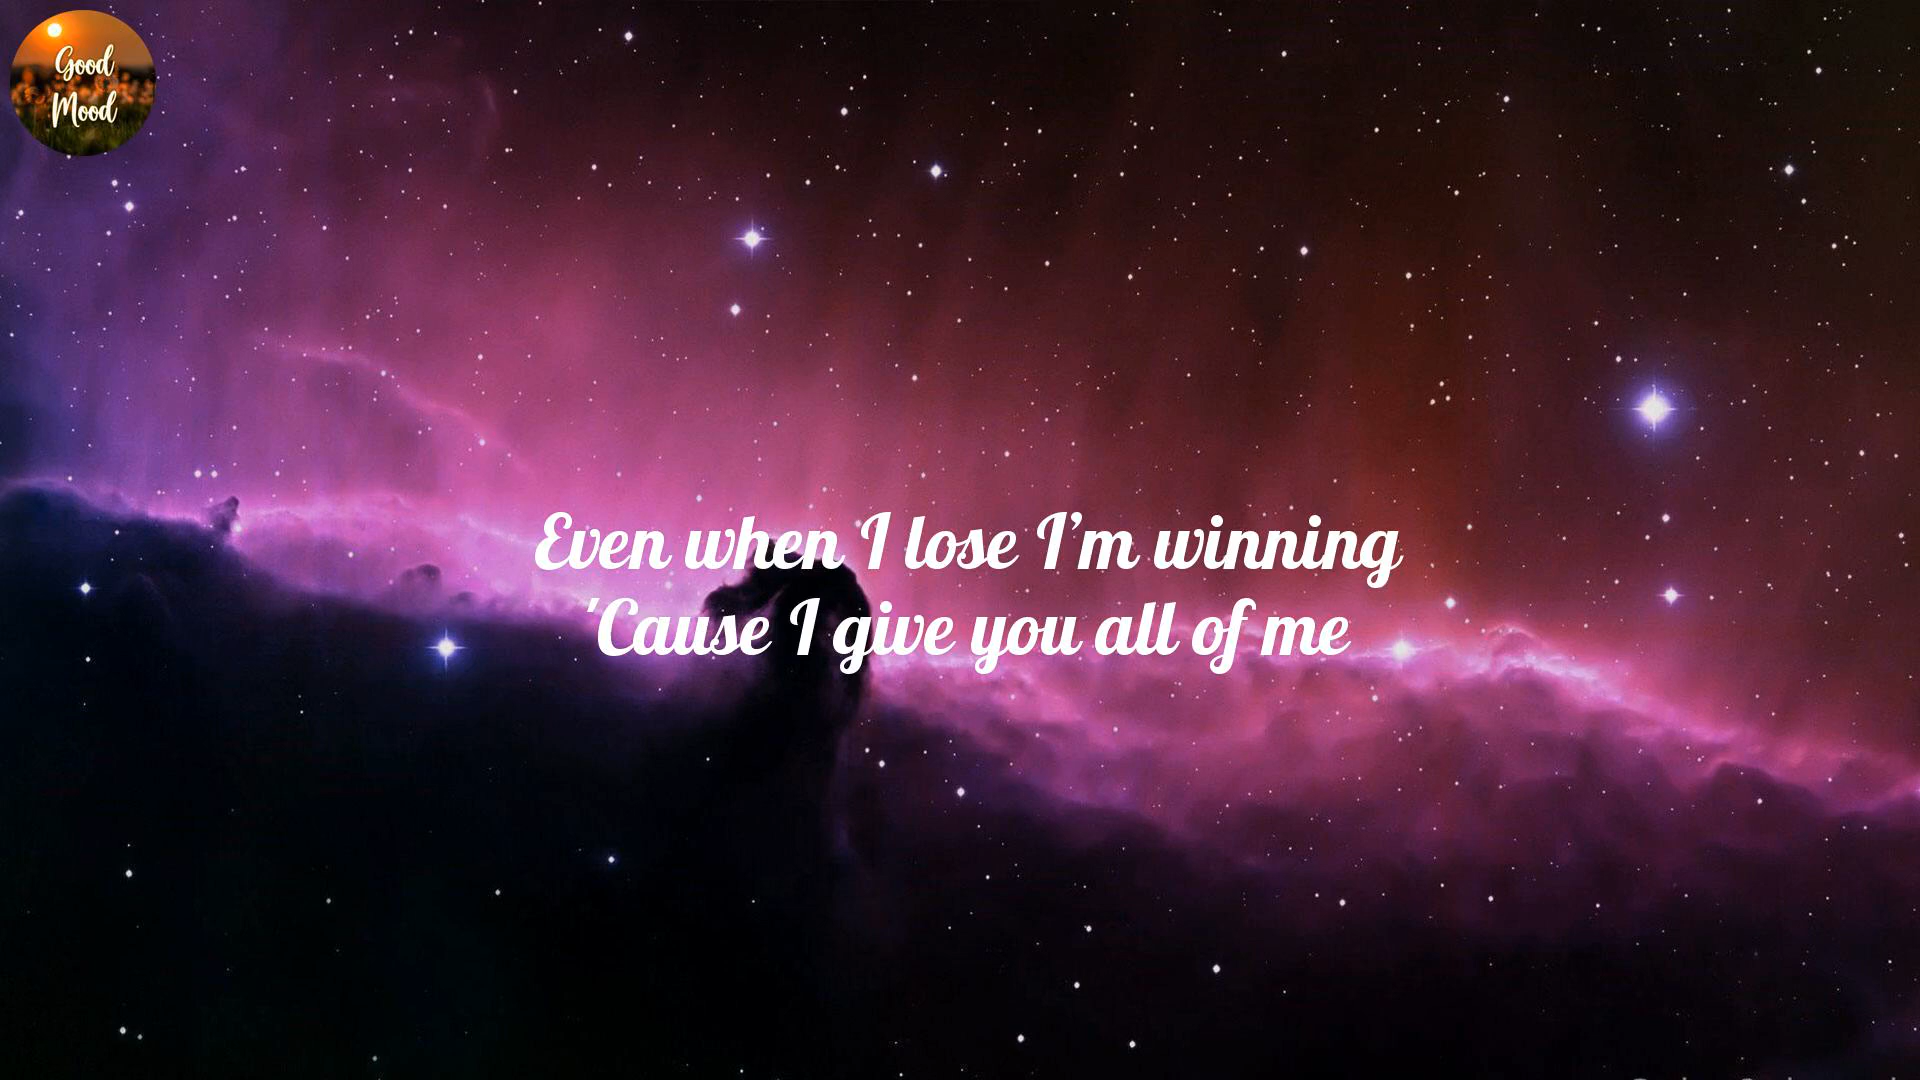 Good
Mood
Even when I lose I’m winning
'Cause I give you all of me